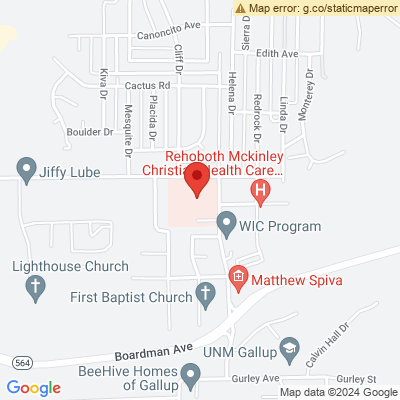 Map error: g.co/staticmaperror
Canoncito Ave
Sierra D
Edith Ave
Cliff Dr
Kiva Dr
Cactus Rd
Helena Dr
Monterey Dr
Placida Dr
Mesquite Dr
Redrock Dr
Linda Dr
Boulder Dr
Rehoboth Mckinley
Christian Health Care...
Jiffy Lube
H
WIC Program
Lighthouse Church
Matthew Spiva
First Baptist Church
564
Boardman Ave
UNM Gallup
Calvin Hall Dr
BeeHive Homes
of Gallup
Gurley Ave
Gurley St
Google
Map data ©2024 Google